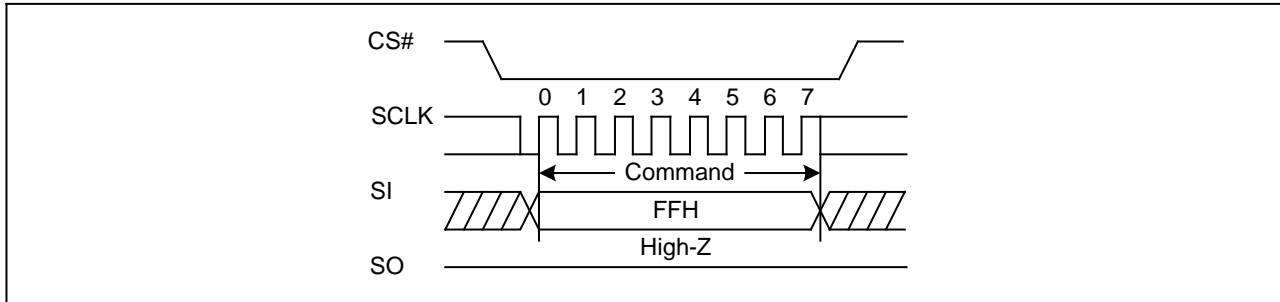 CS#
0 1 2 3 4 5 6 7
SCLK
Command
SI
FFH
High-Z
SO